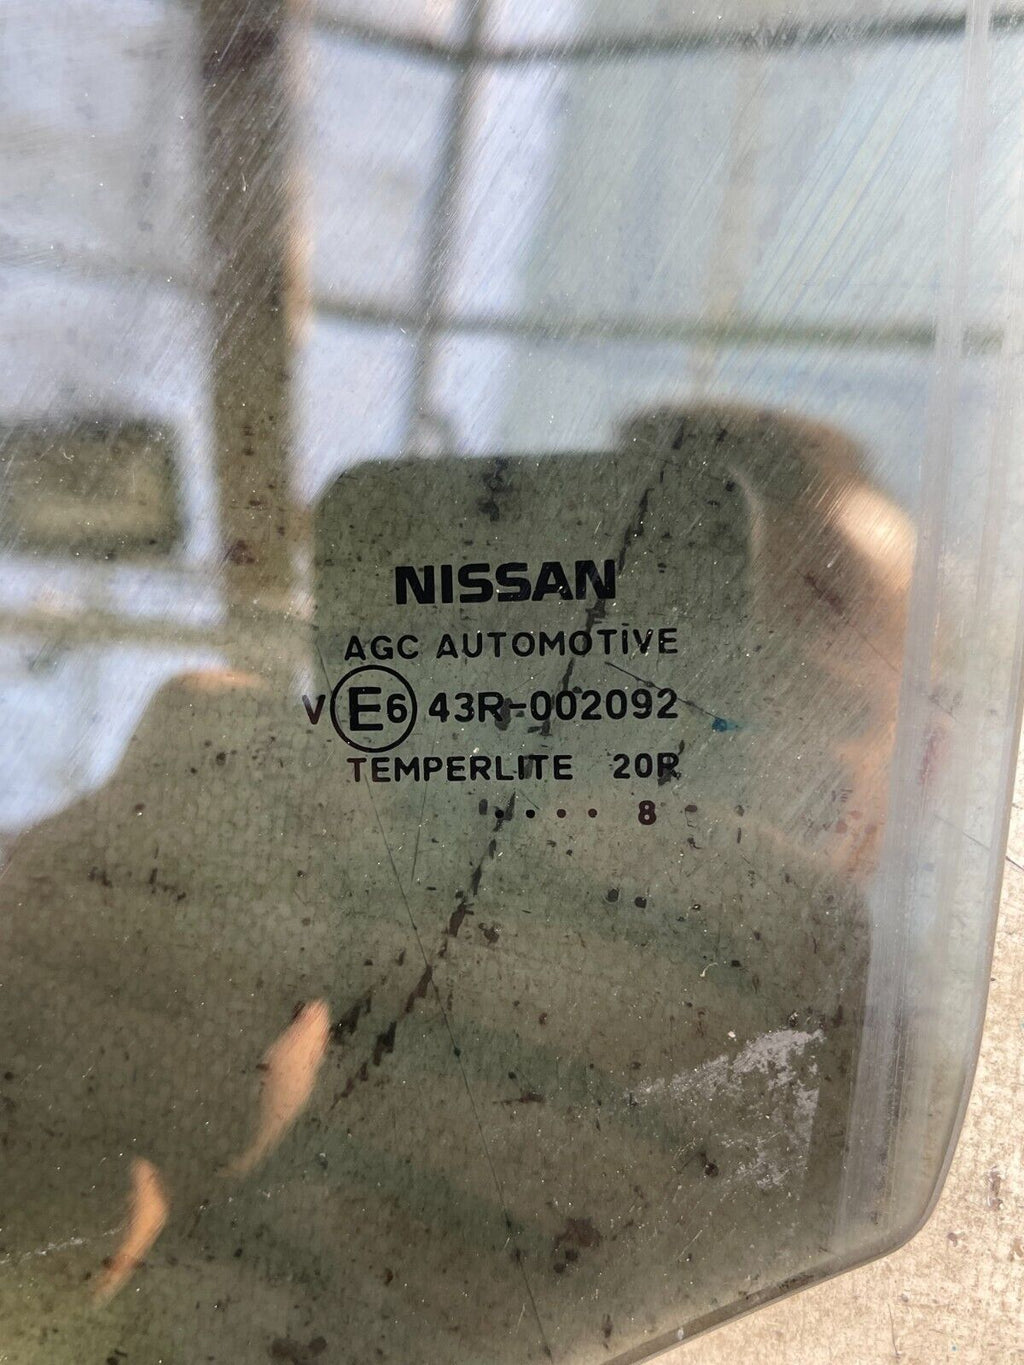 NISSAN
AGC AUTOMOTIVE
V E6 43R-002092
TEMPERLITE 20R
.... 8